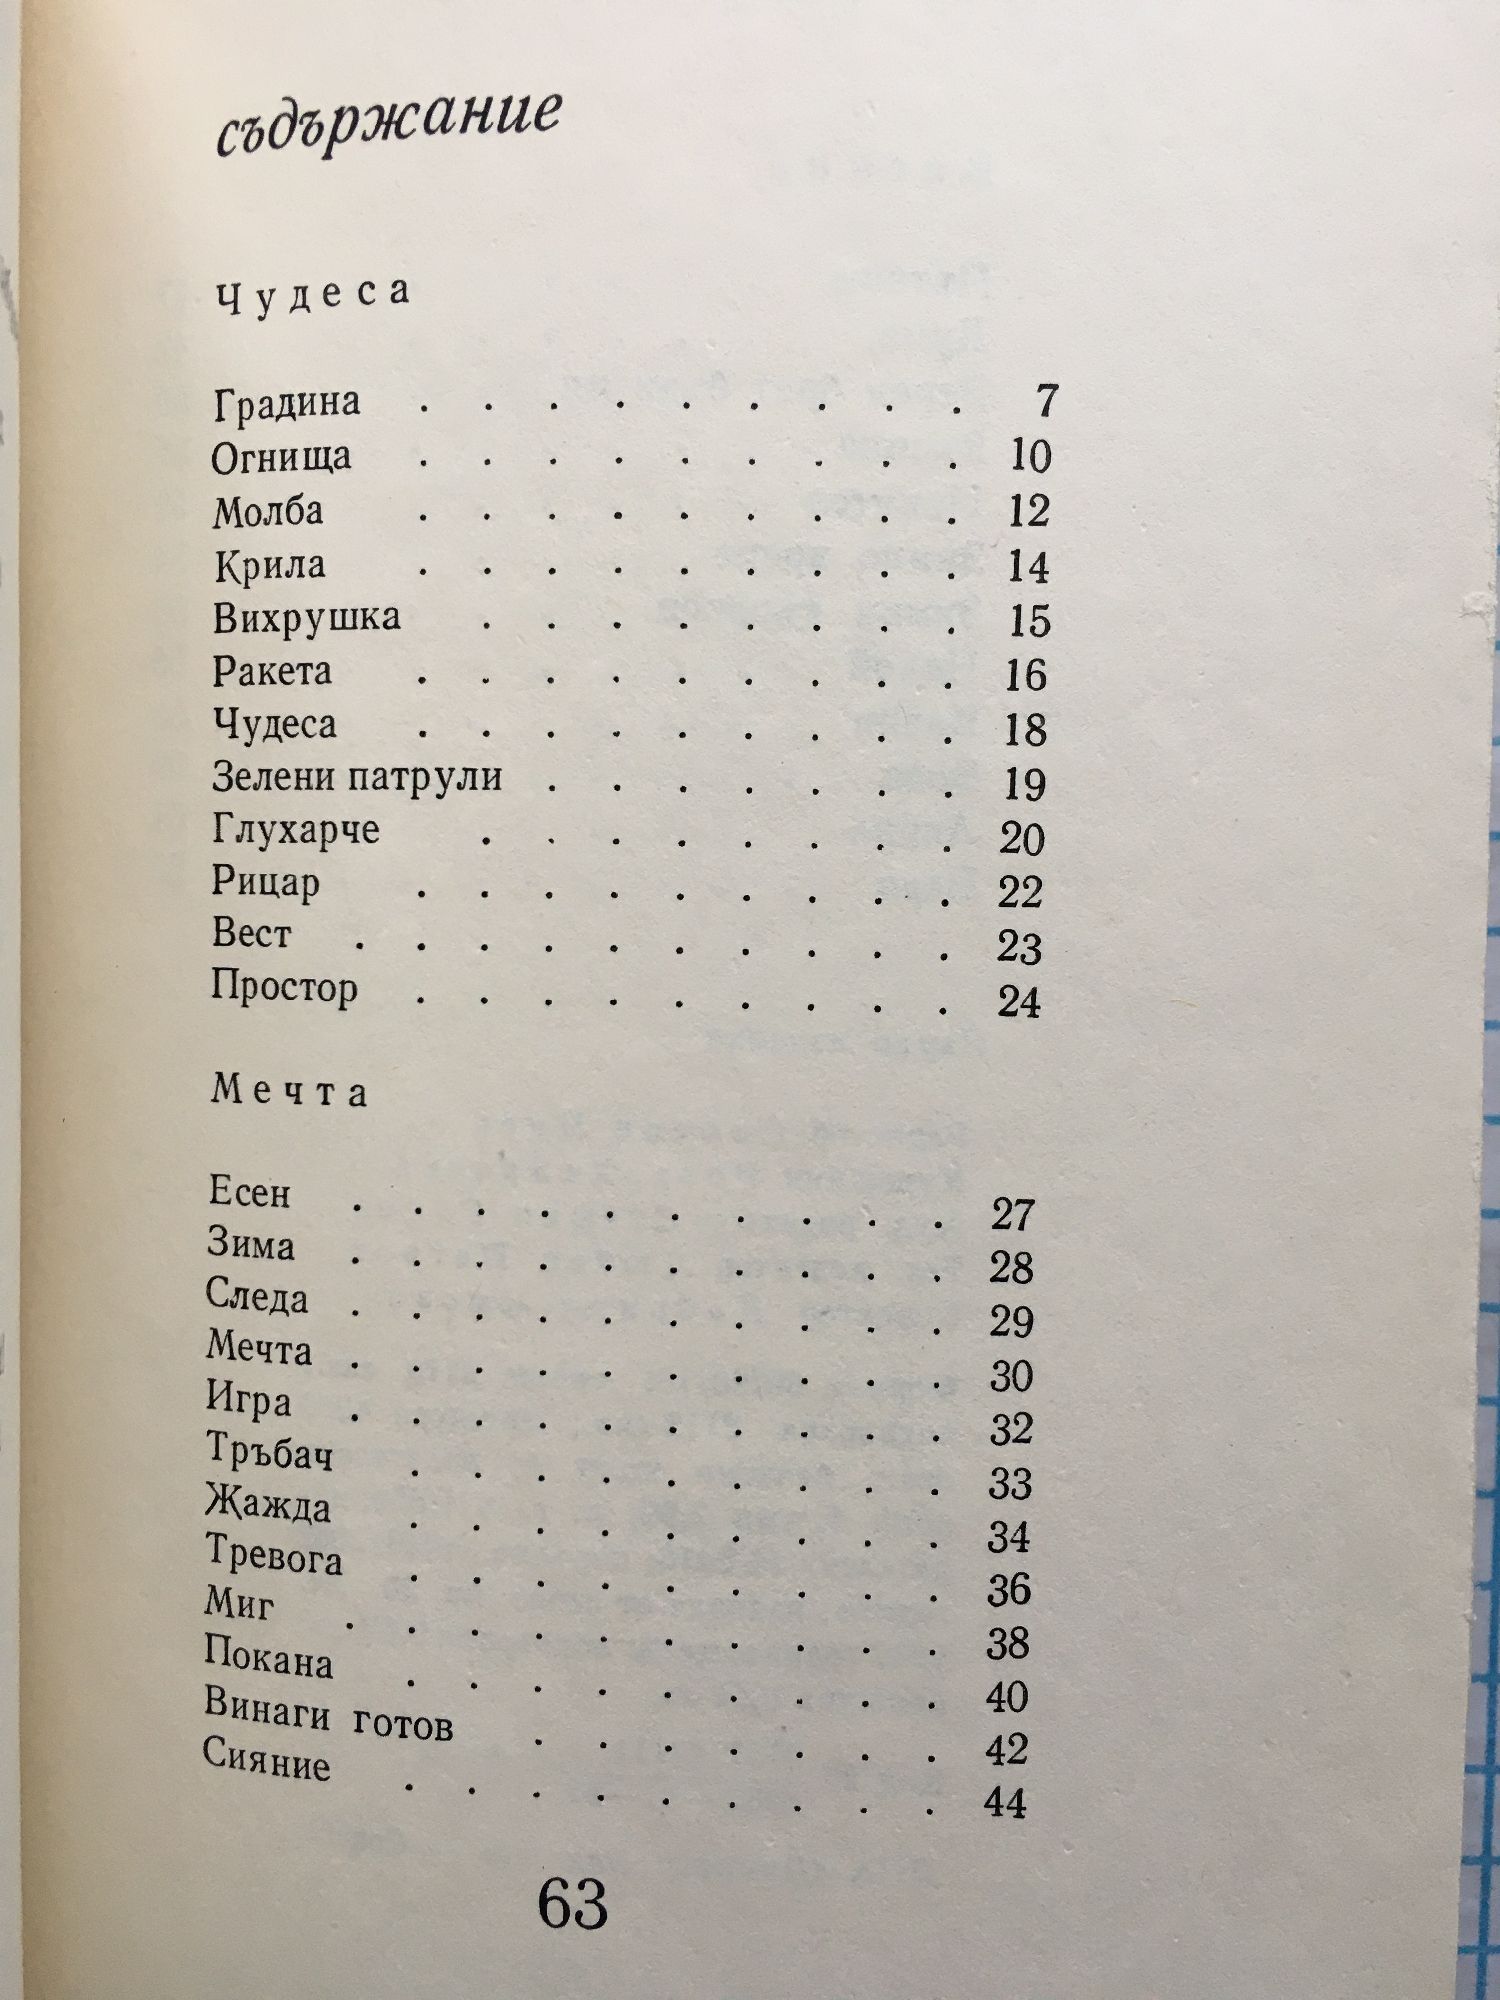 съдържание
Чудеса
Градина . . . . . . . . . 7
Огнища . . . . . . . . . 10
Молба . . . . . . . . . 12
Крила . . . . . . . . . 14
Вихрушка . . . . . . . . 15
Ракета . . . . . . . . . 16
Чудеса . . . . . . . . . 18
Зелени патрули . . . . . . . 19
Глухарче . . . . . . . . 20
Рицар . . . . . . . . . 22
Вест . . . . . . . . . . 23
Простор . . . . . . . . . 24
Мечта
Есен . . . . . . . . . . 27
Зима . . . . . . . . . . 28
Следа . . . . . . . . . . 29
Мечта . . . . . . . . . . 30
Игра . . . . . . . . . . 32
Тръбач . . . . . . . . . 33
Жажда . . . . . . . . . 34
Тревога . . . . . . . . . 36
Миг . . . . . . . . . . 38
Покана . . . . . . . . . 40
Винаги готов . . . . . . . 42
Сияние . . . . . . . . . 44
63